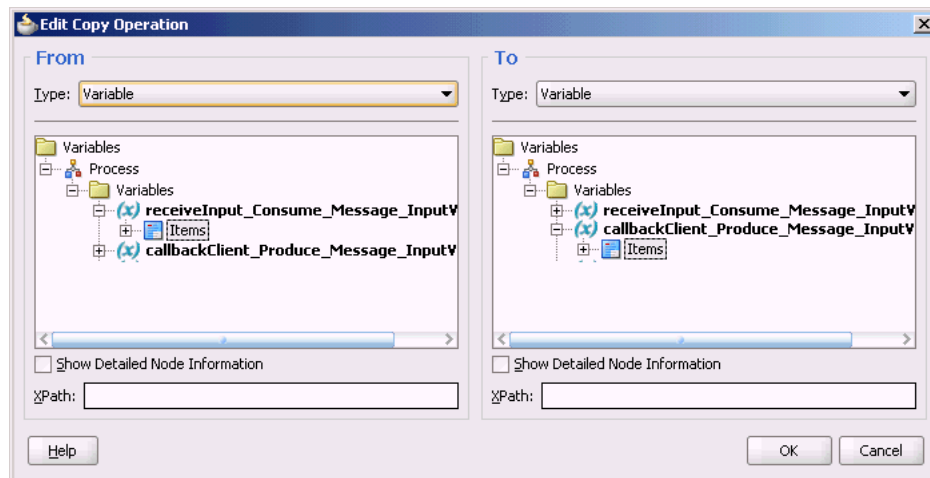 Edit Copy Operation
From
Type: Variable
Variables
Process
Variables
receiveInput_Consume_Message_InputV
Items
callbackClient_Produce_Message_InputV
Show Detailed Node Information
XPath:
To
Type: Variable
Variables
Process
Variables
receiveInput_Consume_Message_InputV
callbackClient_Produce_Message_InputV
Items
Show Detailed Node Information
XPath:
Help
OK
Cancel